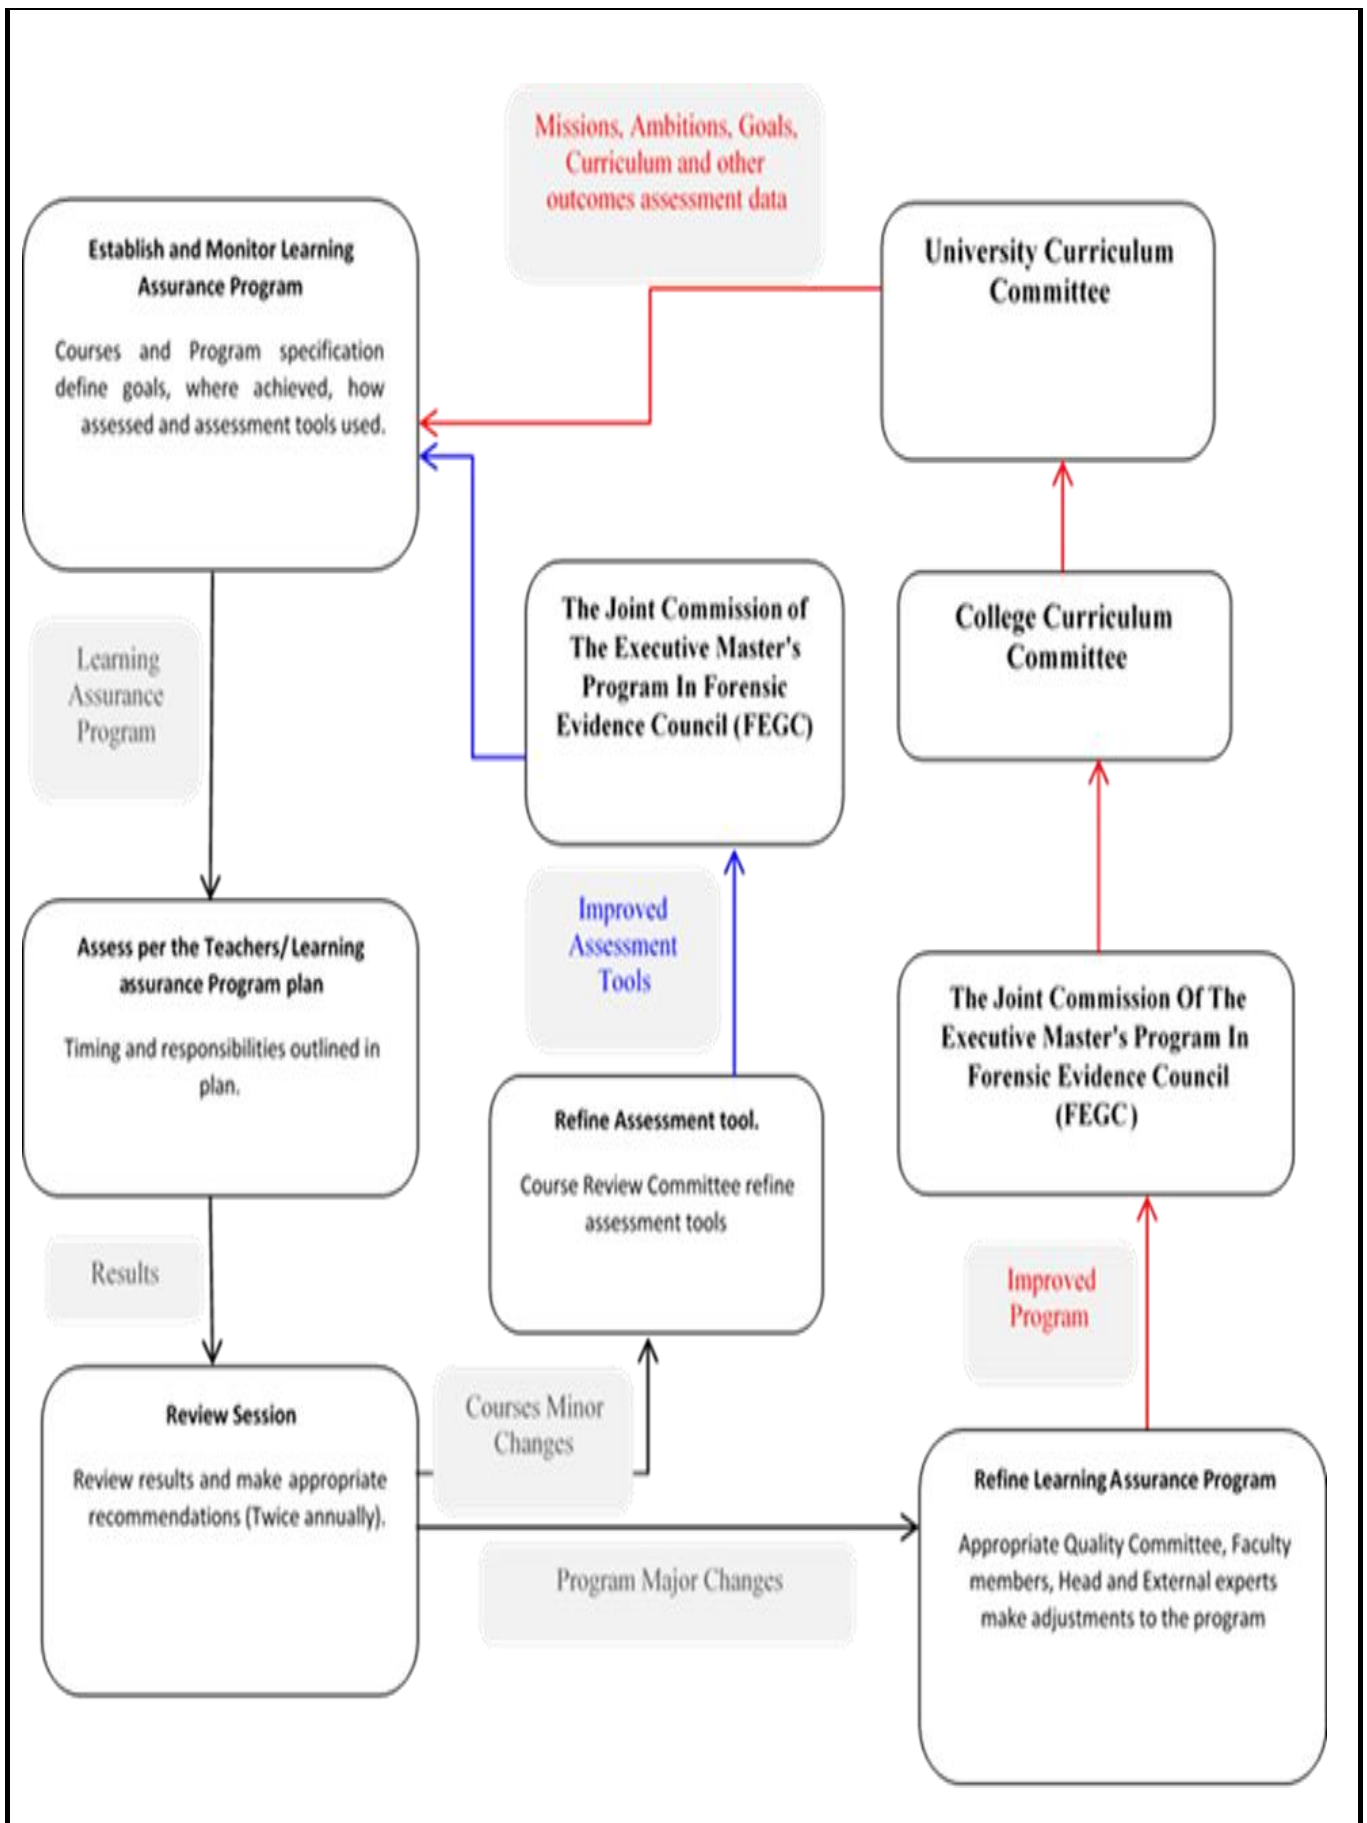 Missions, Ambitions, Goals,
Curriculum and other
outcomes assessment data
Establish and Monitor Learning
Assurance Program
Courses and Program specification
define goals, where achieved, how
assessed and assessment tools used.
University Curriculum
Committee
The Joint Commission of
The Executive Master's
Program In Forensic
Evidence Council (FEGC)
College Curriculum
Committee
Learning
Assurance
Program
Improved
Assessment
Tools
Assess per the Teachers/ Learning
assurance Program plan
Timing and responsibilities outlined in
plan.
The Joint Commission Of The
Executive Master's Program In
Forensic Evidence Council
(FEGC)
Refine Assessment tool.
Course Review Committee refine
assessment tools
Results
Improved
Program
Review Session
Review results and make appropriate
recommendations (Twice annually).
Courses Minor
Changes
Program Major Changes
Refine Learning Assurance Program
Appropriate Quality Committee, Faculty
members, Head and External experts
make adjustments to the program